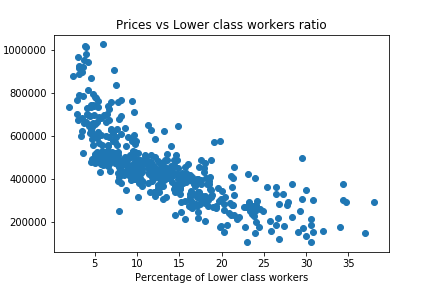 Prices vs Lower class workers ratio
1000000
800000
600000
400000
200000
5 10 15 20 25 30 35
Percentage of Lower class workers